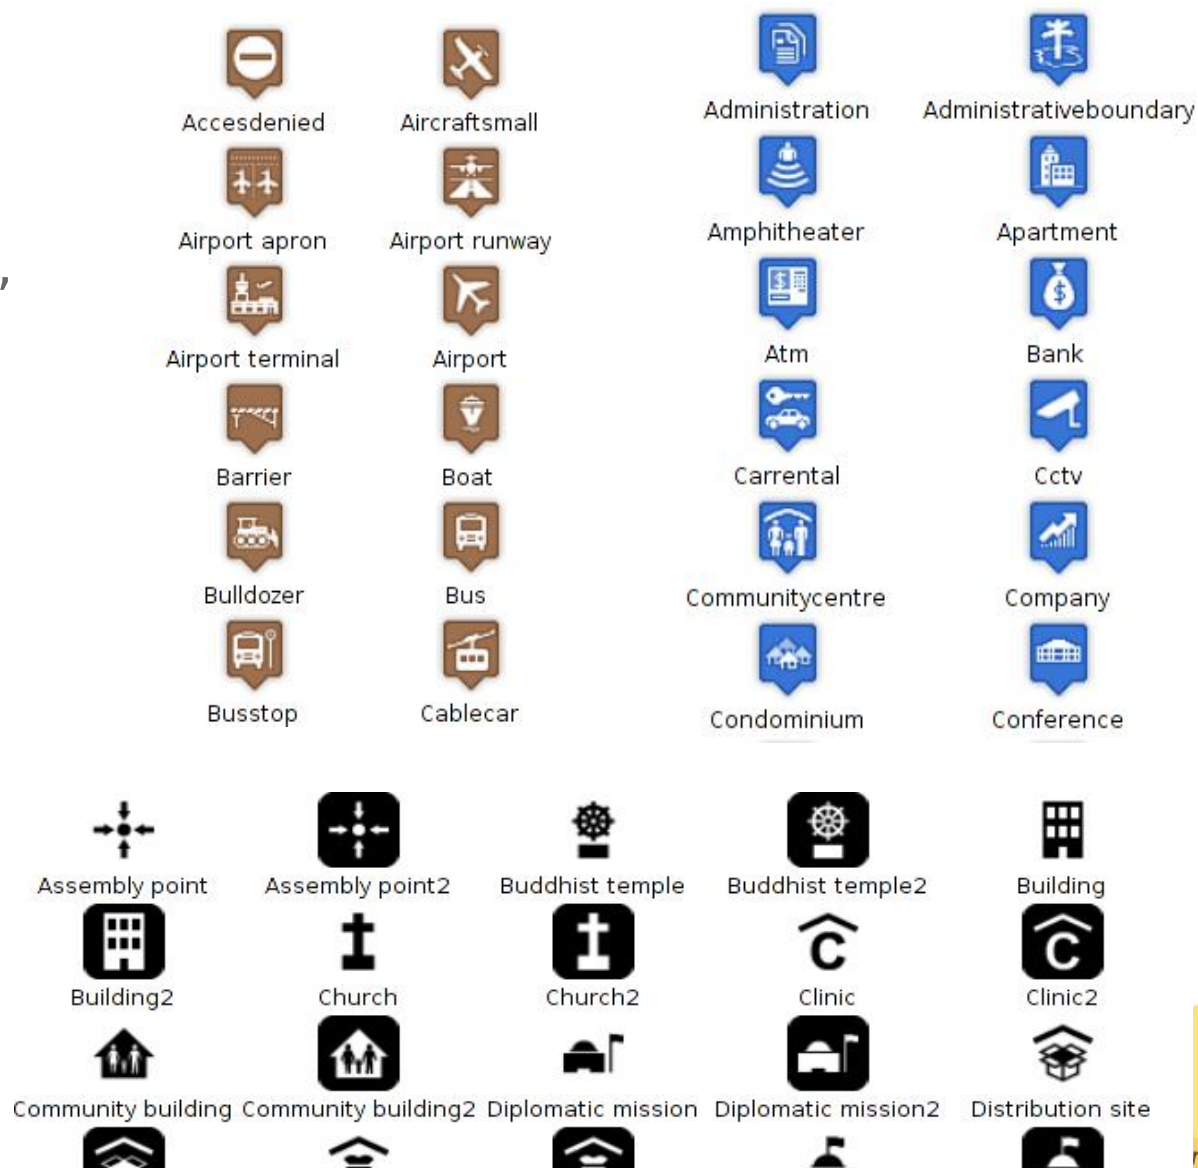 Accesdenied Aircraftsmall
Airport apron Airport runway
,
Airport terminal Airport
Barrier Boat
Bulldozer Bus
Busstop Cablecar
Administration Administrativeboundary
Amphitheater Apartment
$ $
Atm Bank
Carrental Cctv
Communitycentre Company
Condominium Conference
Assembly point Assembly point2 Buddhist temple Buddhist temple2 Building
C C
Building2 Church Church2 Clinic Clinic2
Community building Community building2 Diplomatic mission Diplomatic mission2 Distribution site